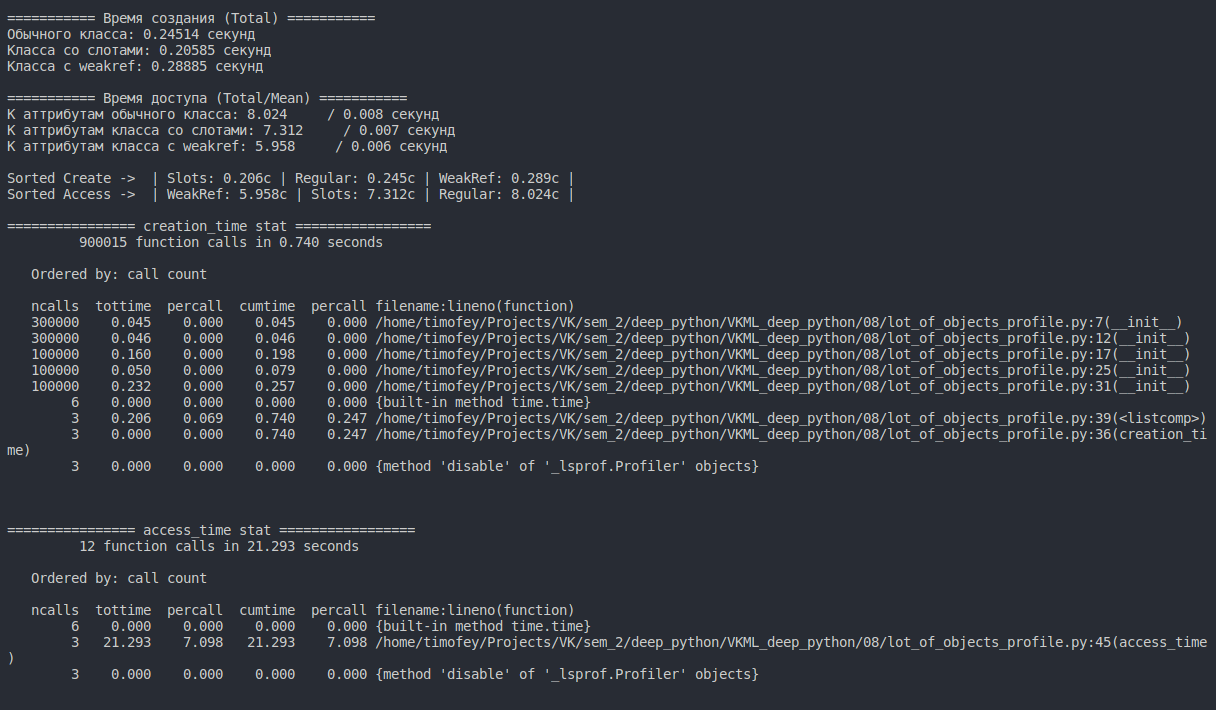 =========== Время создания (Total) ===========
Обычного класса: 0.24514 секунд
Класса со слотами: 0.20585 секунд
Класса с weakref: 0.28885 секунд
=========== Время доступа (Total/Mean) ===========
К аттрибутам обычного класса: 8.024     / 0.008 секунд
К аттрибутам класса со слотами: 7.312     / 0.007 секунд
К аттрибутам класса с weakref: 5.958     / 0.006 секунд
Sorted Create ->  | Slots: 0.206c | Regular: 0.245c | WeakRef: 0.289c |
Sorted Access ->  | WeakRef: 5.958c | Slots: 7.312c | Regular: 8.024c |
================ creation_time stat =================
         900015 function calls in 0.740 seconds
   Ordered by: call count
   ncalls  tottime  percall  cumtime  percall filename:lineno(function)
   300000    0.045    0.000    0.045    0.000 /home/timofey/Projects/VK/sem_2/deep_python/VKML_deep_python/08/lot_of_objects_profile.py:7(__init__)
   300000    0.046    0.000    0.046    0.000 /home/timofey/Projects/VK/sem_2/deep_python/VKML_deep_python/08/lot_of_objects_profile.py:12(__init__)
   100000    0.160    0.000    0.198    0.000 /home/timofey/Projects/VK/sem_2/deep_python/VKML_deep_python/08/lot_of_objects_profile.py:17(__init__)
   100000    0.050    0.000    0.079    0.000 /home/timofey/Projects/VK/sem_2/deep_python/VKML_deep_python/08/lot_of_objects_profile.py:25(__init__)
   100000    0.232    0.000    0.257    0.000 /home/timofey/Projects/VK/sem_2/deep_python/VKML_deep_python/08/lot_of_objects_profile.py:31(__init__)
        6    0.000    0.000    0.000    0.000 {built-in method time.time}
        3    0.206    0.069    0.740    0.247 /home/timofey/Projects/VK/sem_2/deep_python/VKML_deep_python/08/lot_of_objects_profile.py:39(<listcomp>)
        3    0.000    0.000    0.740    0.247 /home/timofey/Projects/VK/sem_2/deep_python/VKML_deep_python/08/lot_of_objects_profile.py:36(creation_ti
me)
        3    0.000    0.000    0.000    0.000 {method 'disable' of '_lsprof.Profiler' objects}
================ access_time stat =================
         12 function calls in 21.293 seconds
   Ordered by: call count
   ncalls  tottime  percall  cumtime  percall filename:lineno(function)
        6    0.000    0.000    0.000    0.000 {built-in method time.time}
        3   21.293    7.098   21.293    7.098 /home/timofey/Projects/VK/sem_2/deep_python/VKML_deep_python/08/lot_of_objects_profile.py:45(access_time
)
        3    0.000    0.000    0.000    0.000 {method 'disable' of '_lsprof.Profiler' objects}